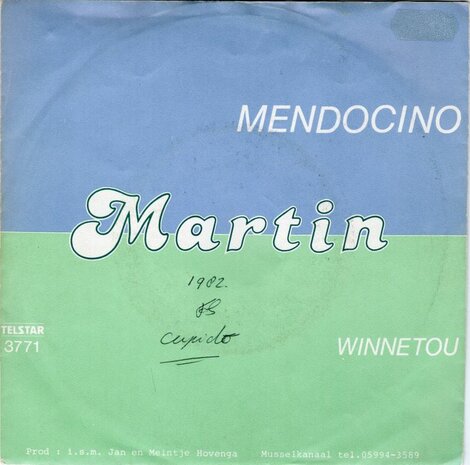 MENDOCINO
Martin
1982.
cupido
TELSTAR
3771
WINNETOU
Prod : i.s.m. Jan en Meintje Hovenga Musselkanaal tel.05994-3589